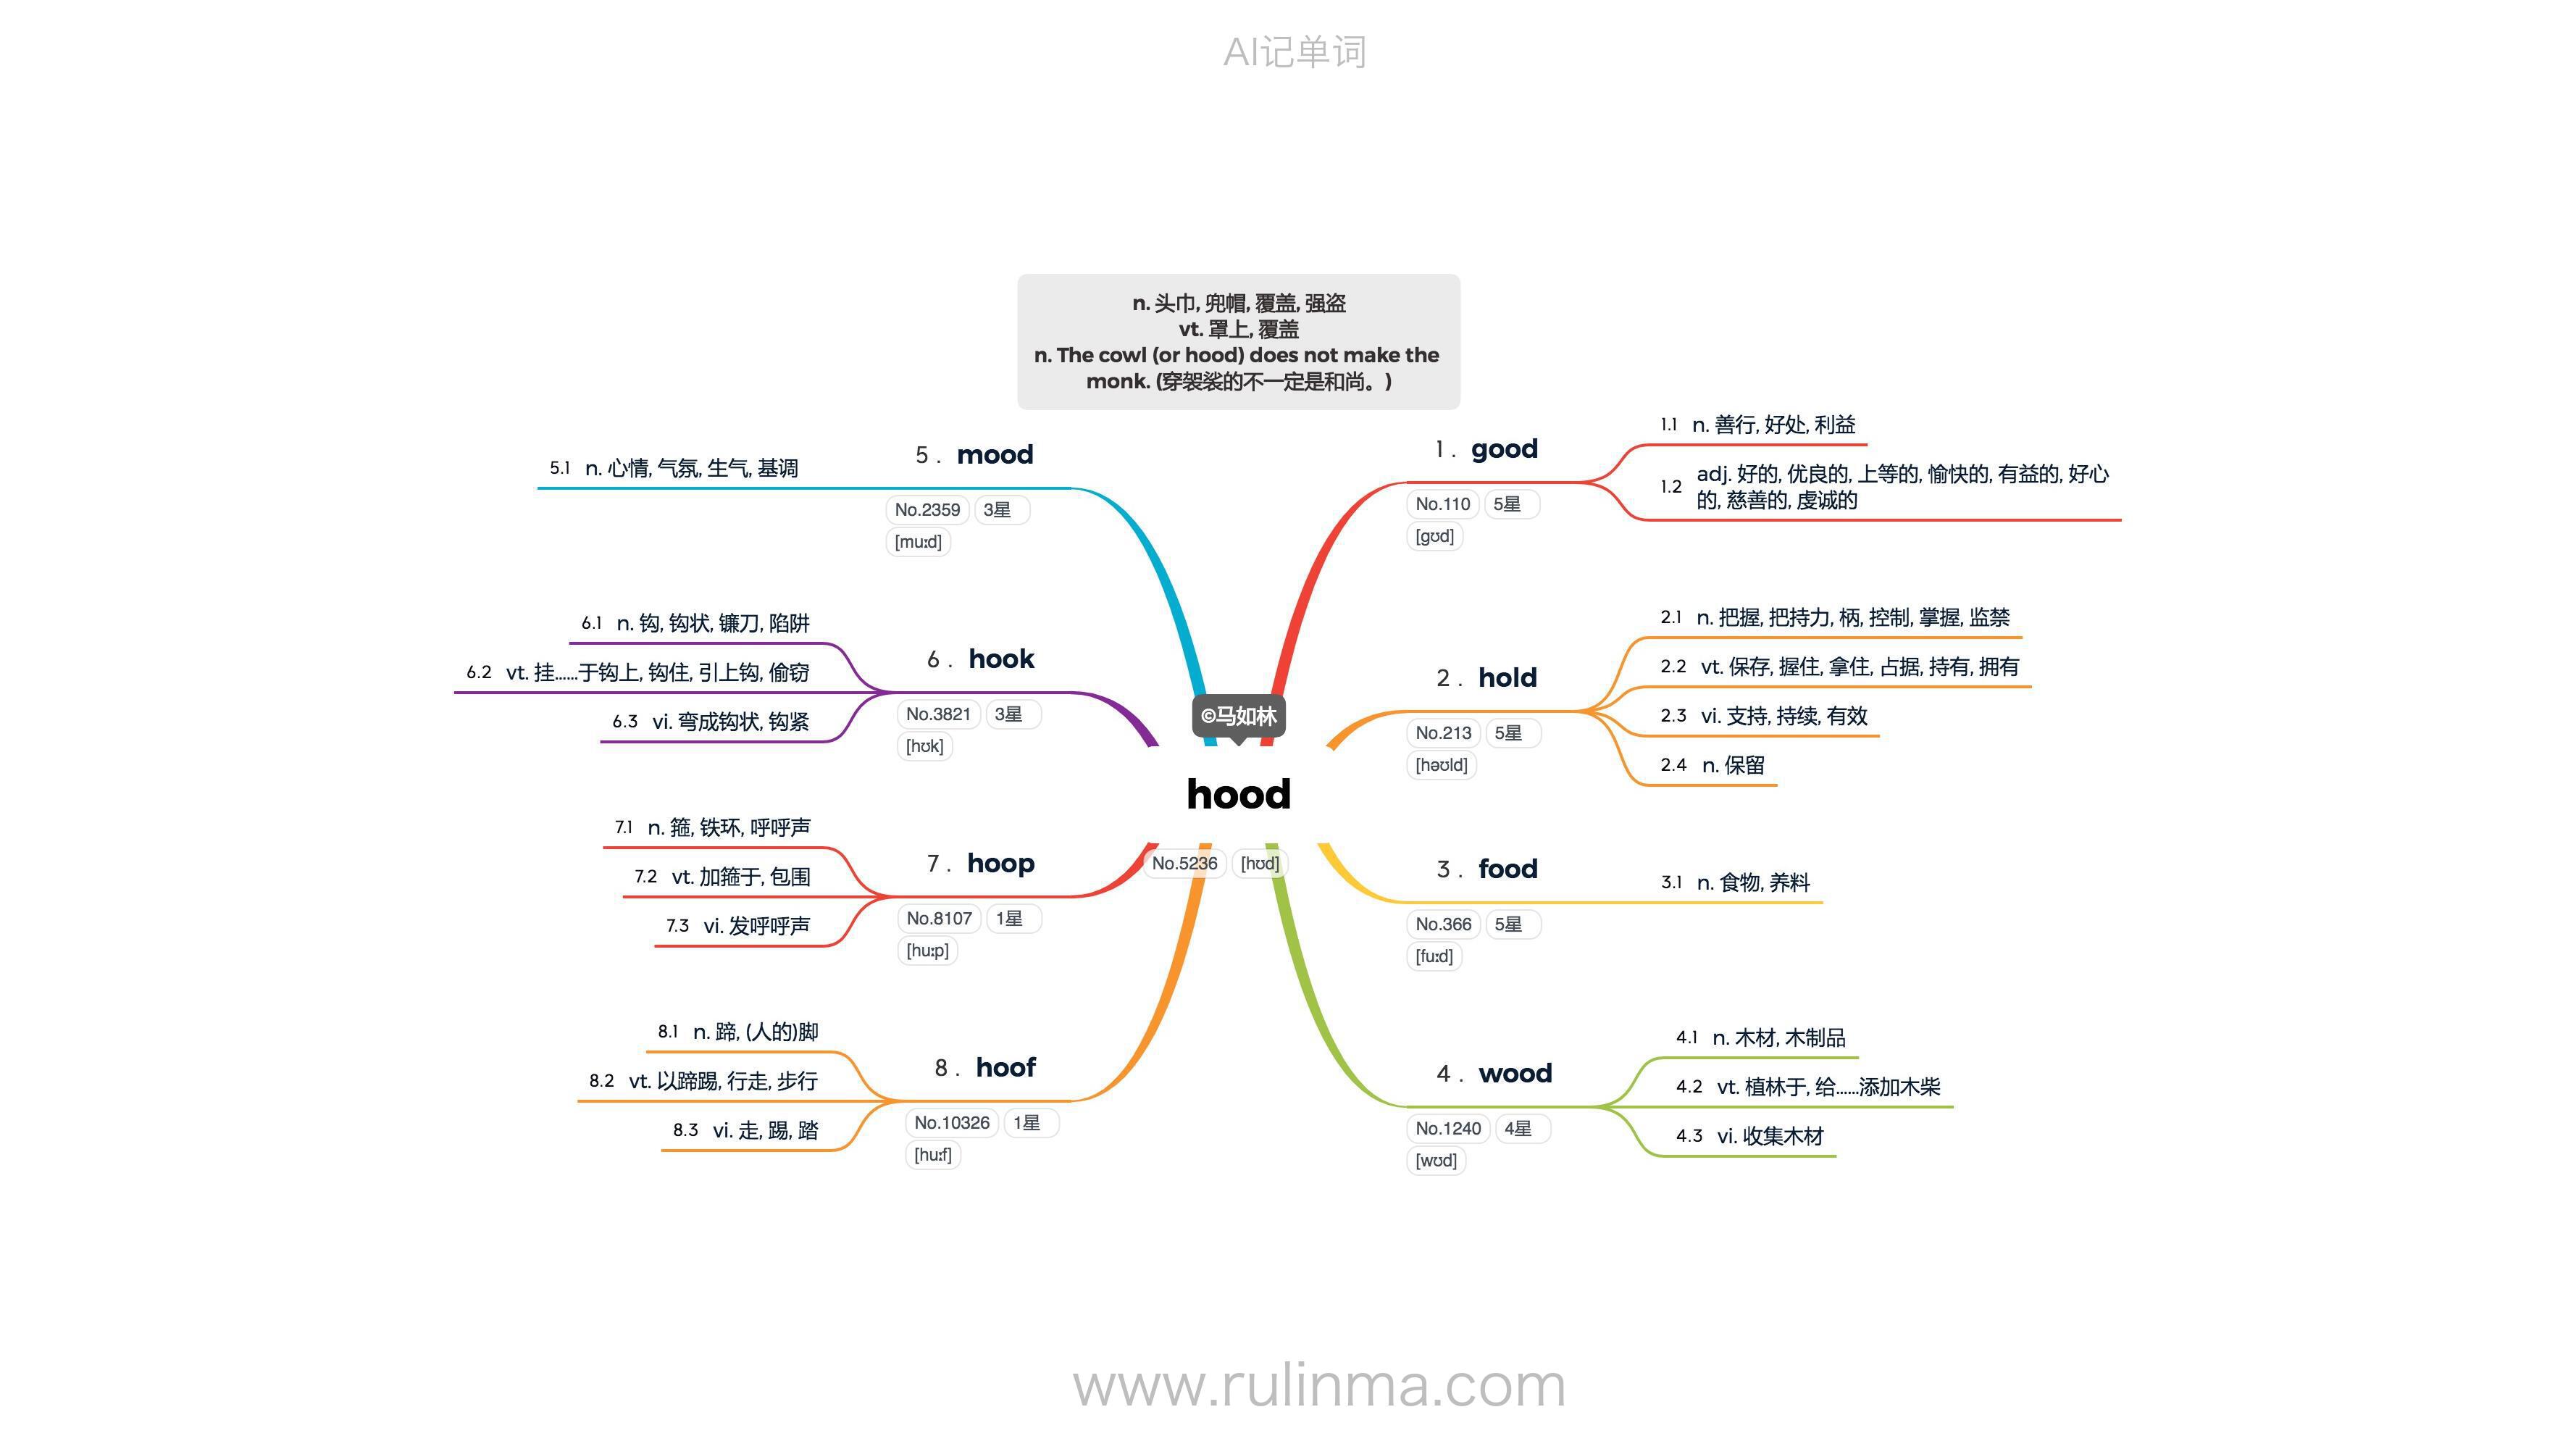 AI记单词
n. 头巾, 兜帽, 覆盖, 强盗
vt. 罩上, 覆盖
n. The cowl (or hood) does not make the
monk. (穿袈裟的不一定是和尚。)
©马如林
hood
No.5236 [hʊd]
1 . good
No.110 5星
[gʊd]
1.1 n. 善行, 好处, 利益
1.2 adj. 好的, 优良的, 上等的, 愉快的, 有益的, 好心
的, 慈善的, 虔诚的
2 . hold
No.213 5星
[həʊld]
2.1 n. 把握, 把持力, 柄, 控制, 掌握, 监禁
2.2 vt. 保存, 握住, 拿住, 占据, 持有, 拥有
2.3 vi. 支持, 持续, 有效
2.4 n. 保留
3 . food
No.366 5星
[fuːd]
3.1 n. 食物, 养料
4 . wood
No.1240 4星
[wʊd]
4.1 n. 木材, 木制品
4.2 vt. 植林于, 给......添加木柴
4.3 vi. 收集木材
5 . mood
No.2359 3星
[muːd]
5.1 n. 心情, 气氛, 生气, 基调
6 . hook
No.3821 3星
[hʊk]
6.1 n. 钩, 钩状, 镰刀, 陷阱
6.2 vt. 挂......于钩上, 钩住, 引上钩, 偷窃
6.3 vi. 弯成钩状, 钩紧
7 . hoop
No.8107 1星
[huːp]
7.1 n. 箍, 铁环, 呼呼声
7.2 vt. 加箍于, 包围
7.3 vi. 发呼呼声
8 . hoof
No.10326 1星
[huːf]
8.1 n. 蹄, (人的)脚
8.2 vt. 以蹄踢, 行走, 步行
8.3 vi. 走, 踢, 踏
www.rulinma.com